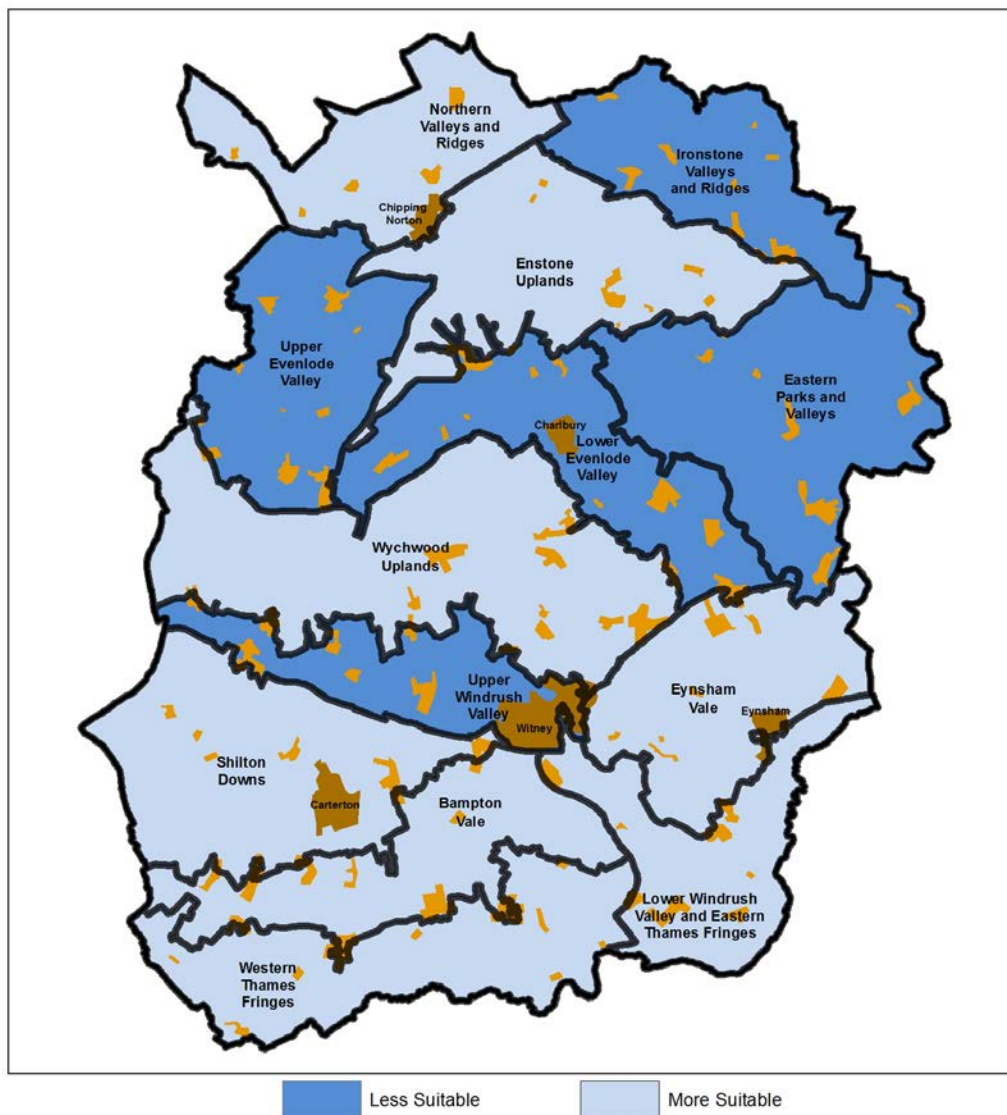 Northern
Valleys and
Ridges
Ironstone
Valleys
and Ridges
Chipping
Norton
Enstone
Uplands
Upper
Evenlode
Valley
Eastern
Parks and
Valleys
Charlbury
Lower
Evenlode
Valley
Wychwood
Uplands
Upper
Windrush
Valley
Witney
Eynsham
Vale
Eynsham
Shilton
Downs
Carterton
Bampton
Vale
Lower Windrush
Valley and Eastern
Thames Fringes
Western
Thames
Fringes
Less Suitable
More Suitable